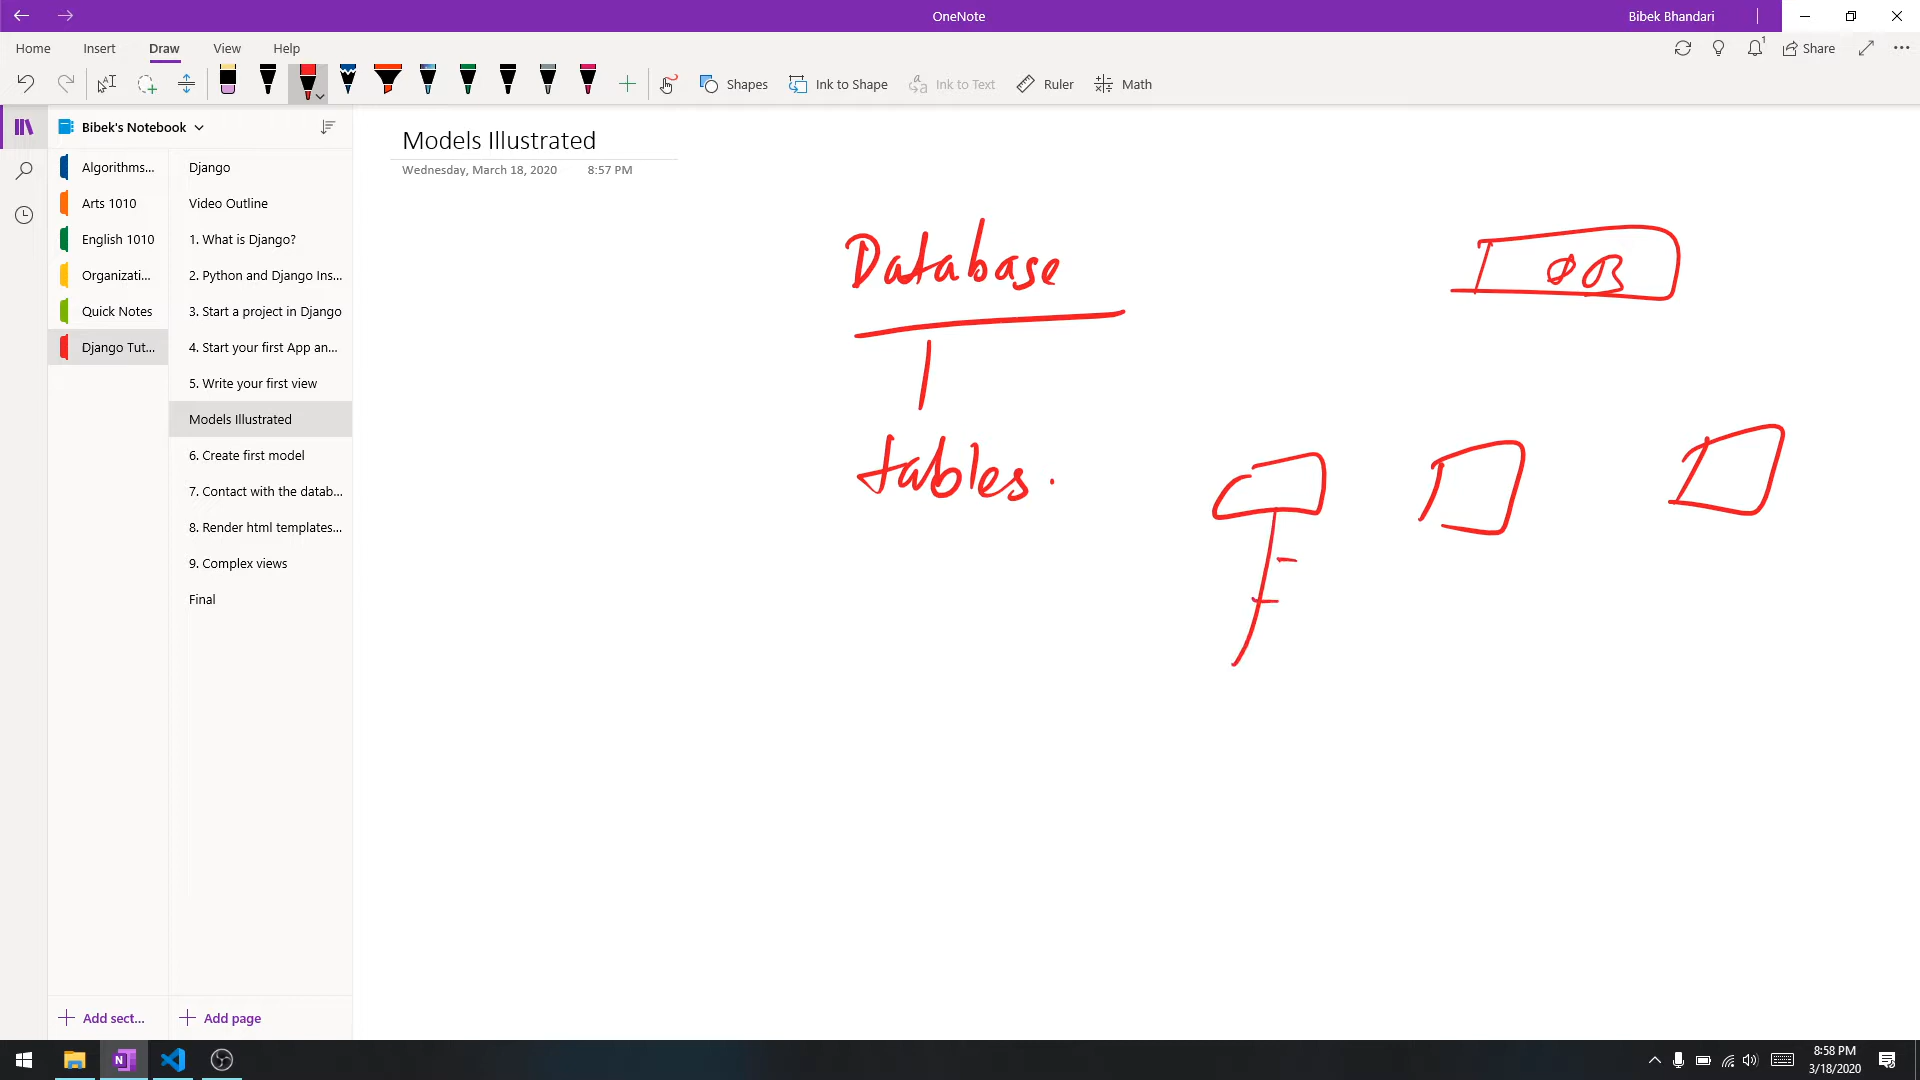 OneNote
Bibek Bhandari
Home Insert Draw View Help
Share
Shapes Ink to Shape Ink to Text Ruler Math
Bibek's Notebook
Algorithms...
Arts 1010
English 1010
Organizati...
Quick Notes
Django Tut...
Django
Video Outline
1. What is Django?
2. Python and Django Ins...
3. Start a project in Django
4. Start your first App an...
5. Write your first view
Models Illustrated
6. Create first model
7. Contact with the datab...
8. Render html templates...
9. Complex views
Final
Add sect...
Add page
Models Illustrated
Wednesday, March 18, 2020 8:57 PM
Database
DB
tables.
8:58 PM
3/18/2020